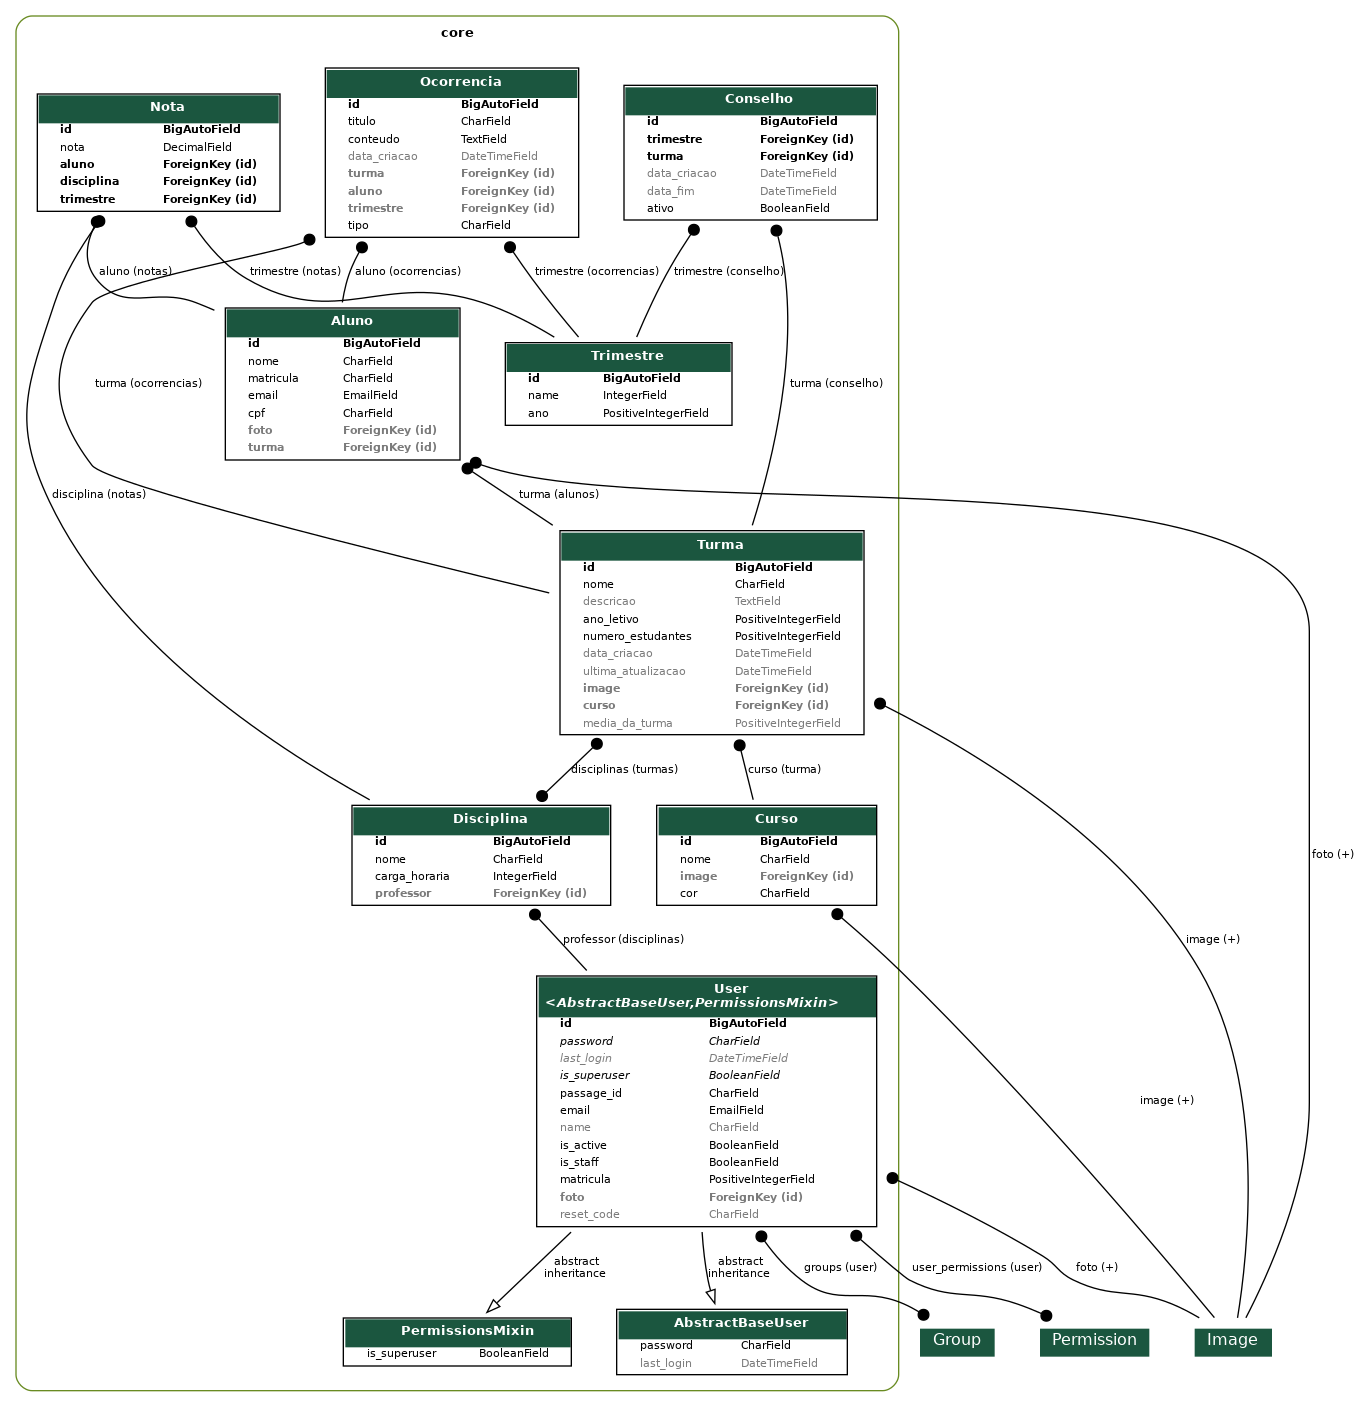 core
Nota
id BigAutoField
nota DecimalField
aluno ForeignKey (id)
disciplina ForeignKey (id)
trimestre ForeignKey (id)
Ocorrencia
id BigAutoField
titulo CharField
conteudo TextField
data_criacao DateTimeField
turma ForeignKey (id)
aluno ForeignKey (id)
trimestre ForeignKey (id)
tipo CharField
Conselho
id BigAutoField
trimestre ForeignKey (id)
turma ForeignKey (id)
data_criacao DateTimeField
data_fim DateTimeField
ativo BooleanField
aluno (notas)
trimestre (notas)
aluno (ocorrencias)
trimestre (ocorrencias)
trimestre (conselho)
Aluno
id BigAutoField
nome CharField
matricula CharField
email EmailField
cpf CharField
foto ForeignKey (id)
turma ForeignKey (id)
Trimestre
id BigAutoField
name IntegerField
ano PositiveIntegerField
turma (ocorrencias)
turma (conselho)
disciplina (notas)
turma (alunos)
Turma
id BigAutoField
nome CharField
descricao TextField
ano_letivo PositiveIntegerField
numero_estudantes PositiveIntegerField
data_criacao DateTimeField
ultima_atualizacao DateTimeField
image ForeignKey (id)
curso ForeignKey (id)
media_da_turma PositiveIntegerField
disciplinas (turmas)
curso (turma)
Disciplina
id BigAutoField
nome CharField
carga_horaria IntegerField
professor ForeignKey (id)
Curso
id BigAutoField
nome CharField
image ForeignKey (id)
cor CharField
foto (+)
professor (disciplinas)
image (+)
User
<AbstractBaseUser,PermissionsMixin>
id BigAutoField
password CharField
last_login DateTimeField
is_superuser BooleanField
passage_id CharField
email EmailField
name CharField
is_active BooleanField
is_staff BooleanField
matricula PositiveIntegerField
foto ForeignKey (id)
reset_code CharField
image (+)
abstract
inheritance
abstract
inheritance
groups (user)
user_permissions (user)
foto (+)
PermissionsMixin
is_superuser BooleanField
AbstractBaseUser
password CharField
last_login DateTimeField
Group
Permission
Image